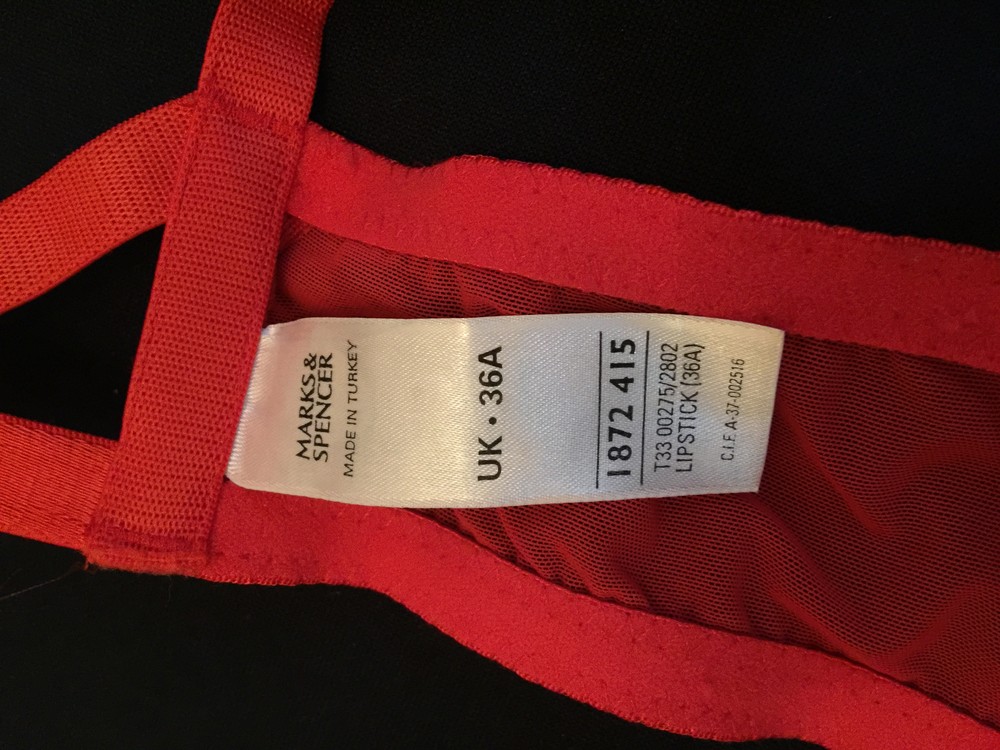 MARKS&
SPENCER
MADE IN TURKEY
UK • 36A
1872 415
T33 00275/2802
LIPSTICK (36A)
C.I.F. A-37-002516